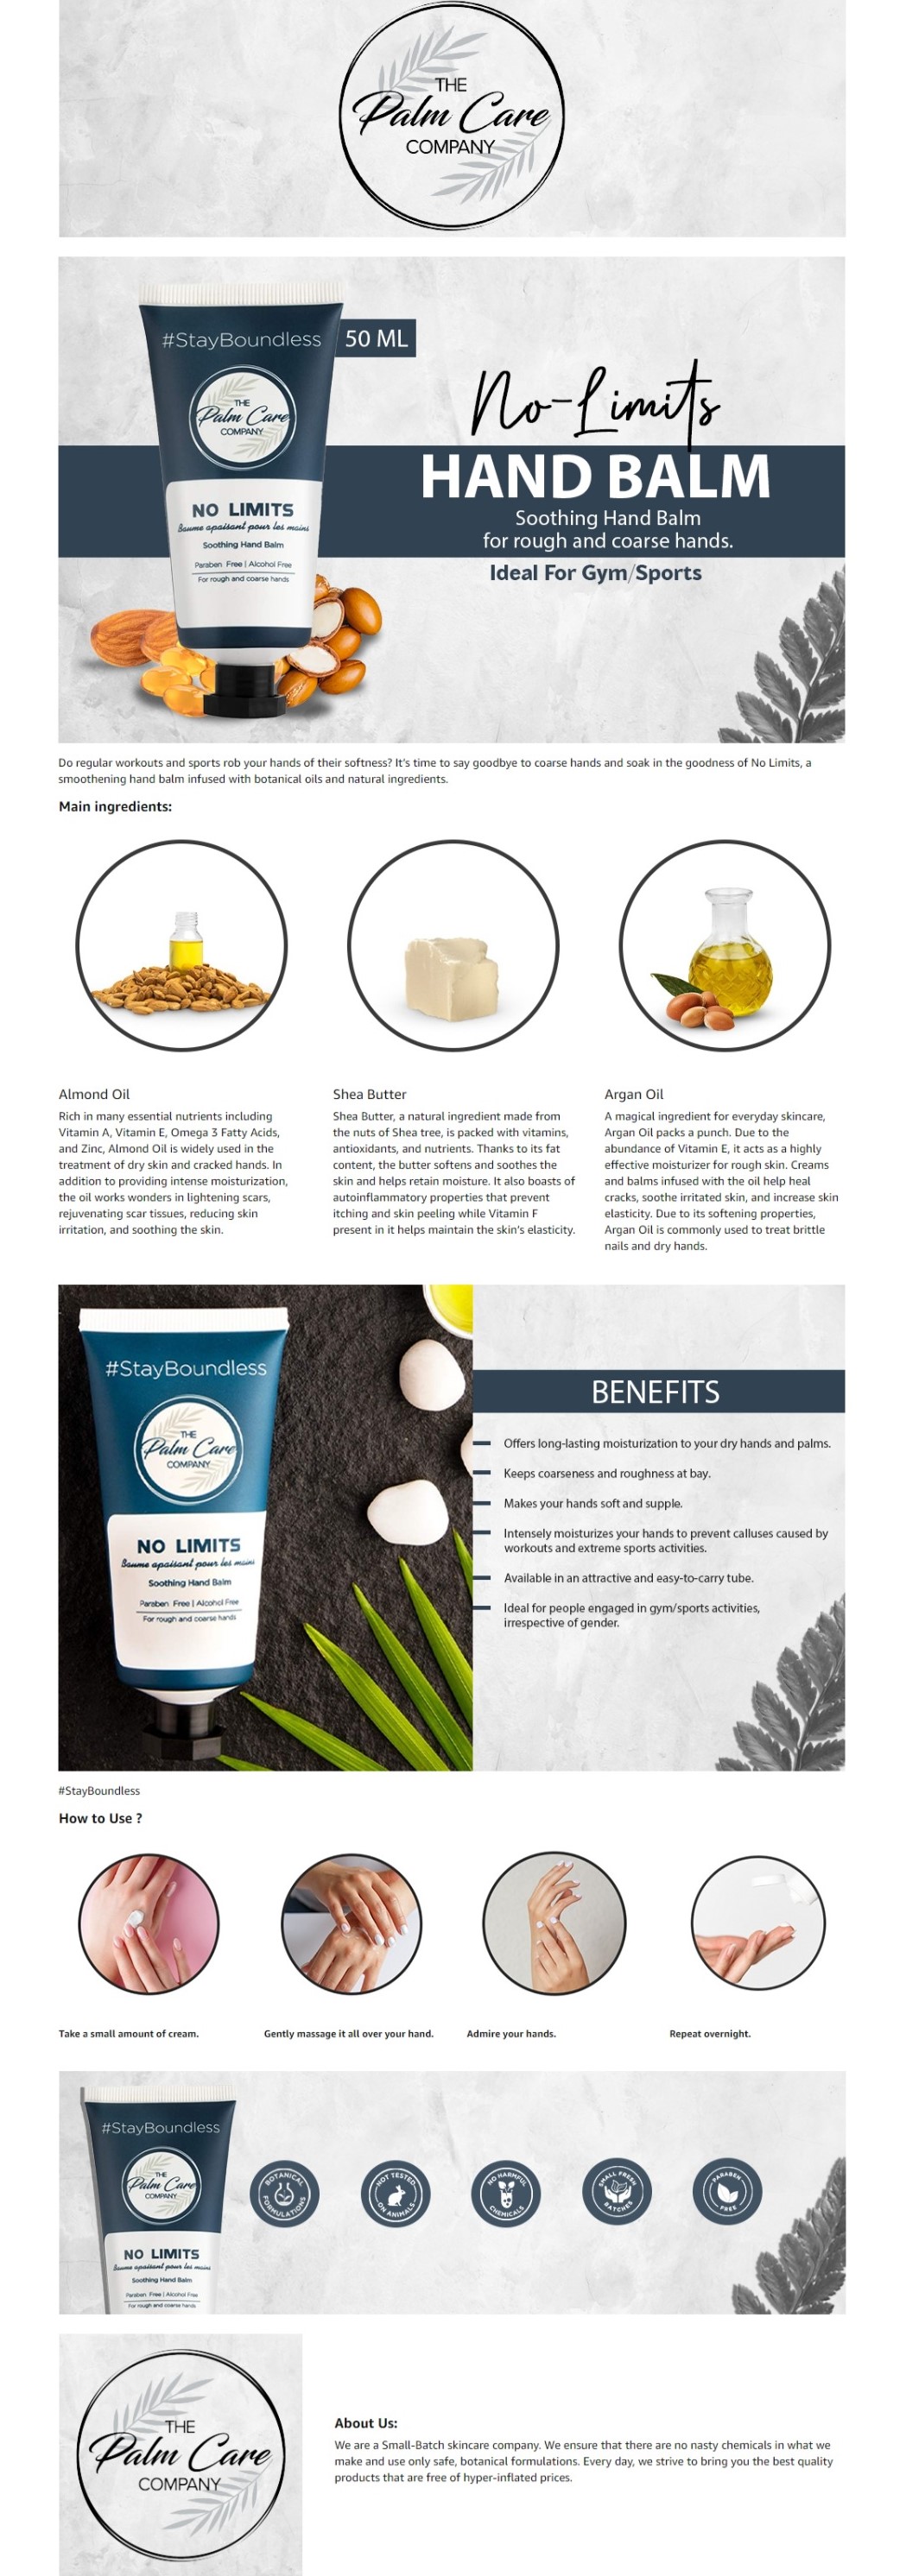 THE
Palm Care
COMPANY
#StayBoundless
50 ML
THE
Palm Care
COMPANY
NO LIMITS
Baume apaisant pour les mains
Soothing Hand Balm
Paraben Free | Alcohol Free
For rough and coarse hands
No-Limits
HAND BALM
Soothing Hand Balm
for rough and coarse hands.
Ideal For Gym/Sports
Do regular workouts and sports rob your hands of their softness? It's time to say goodbye to coarse hands and soak in the goodness of No Limits, a
smoothening hand balm infused with botanical oils and natural ingredients.
Main ingredients:
Almond Oil
Rich in many essential nutrients including
Vitamin A, Vitamin E, Omega 3 Fatty Acids,
and Zinc, Almond Oil is widely used in the
treatment of dry skin and cracked hands. In
addition to providing intense moisturization,
the oil works wonders in lightening scars,
rejuvenating scar tissues, reducing skin
irritation, and soothing the skin.
Shea Butter
Shea Butter, a natural ingredient made from
the nuts of Shea tree, is packed with vitamins,
antioxidants, and nutrients. Thanks to its fat
content, the butter softens and soothes the
skin and helps retain moisture. It also boasts of
autoinflammatory properties that prevent
itching and skin peeling while Vitamin F
present in it helps maintain the skin's elasticity.
Argan Oil
A magical ingredient for everyday skincare,
Argan Oil packs a punch. Due to the
abundance of Vitamin E, it acts as a highly
effective moisturizer for rough skin. Creams
and balms infused with the oil help heal
cracks, soothe irritated skin, and increase skin
elasticity. Due to its softening properties,
Argan Oil is commonly used to treat brittle
nails and dry hands.
#StayBoundless
THE
Palm Care
COMPANY
NO LIMITS
Baume apaisant pour les mains
Soothing Hand Balm
Paraben Free | Alcohol Free
For rough and coarse hands
BENEFITS
Offers long-lasting moisturization to your dry hands and palms.
Keeps coarseness and roughness at bay.
Makes your hands soft and supple.
Intensely moisturizes your hands to prevent calluses caused by
workouts and extreme sports activities.
Available in an attractive and easy-to-carry tube.
Ideal for people engaged in gym/sports activities,
irrespective of gender.
#StayBoundless
How to Use ?
Take a small amount of cream.
Gently massage it all over your hand.
Admire your hands.
Repeat overnight.
#StayBoundless
THE
Palm Care
COMPANY
NO LIMITS
Baume apaisant pour les mains
Soothing Hand Balm
Paraben Free | Alcohol Free
For rough and coarse hands
BOTANICAL
FORMULATIONS
NOT TESTED
ON ANIMALS
NO HARMFUL
CHEMICALS
SMALL FRESH
BATCHES
PARABEN
FREE
THE
Palm Care
COMPANY
About Us:
We are a Small-Batch skincare company. We ensure that there are no nasty chemicals in what we
make and use only safe, botanical formulations. Every day, we strive to bring you the best quality
products that are free of hyper-inflated prices.